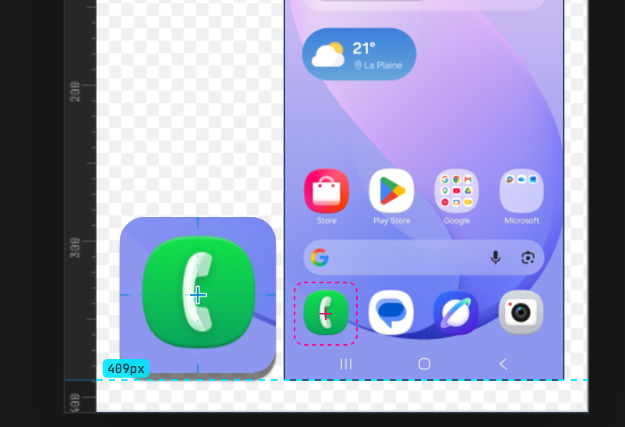 200
21°
La Plaine
Store
Play Store
Google
Microsoft
300
409px
400